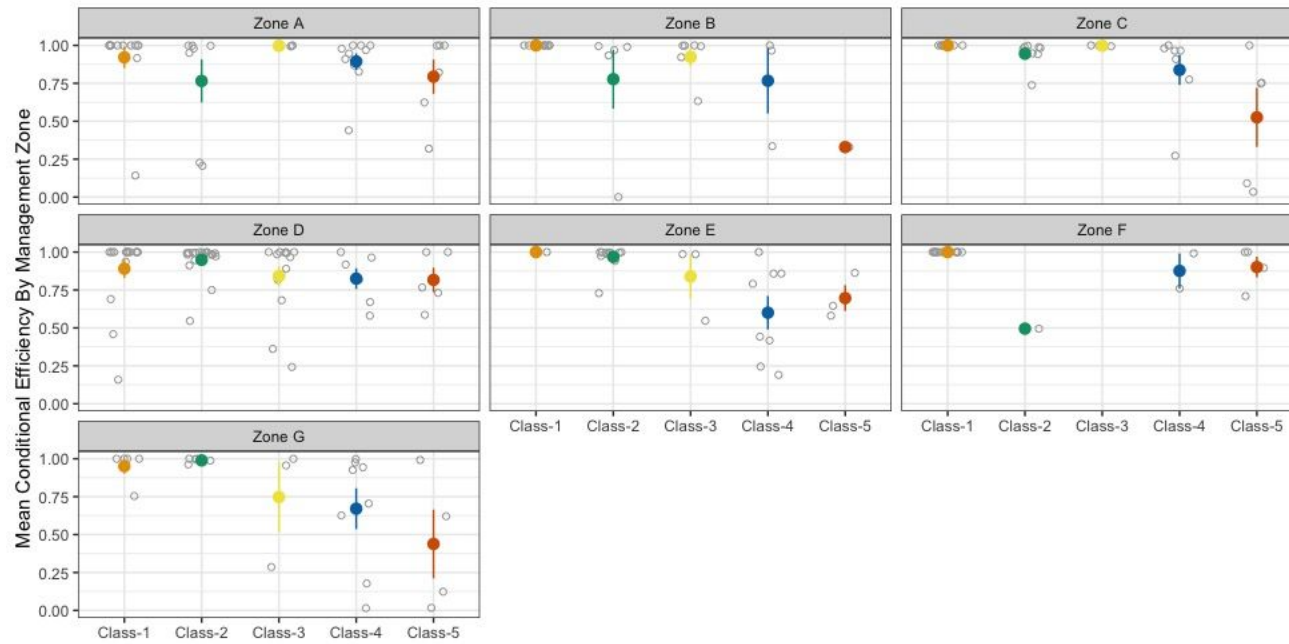 Mean Conditional Efficiency By Management Zone
Zone A
Zone B
Zone C
1.00
0.75
0.50
0.25
0.00
Zone D
Zone E
Zone F
1.00
0.75
0.50
0.25
0.00
Class-1 Class-2 Class-3 Class-4 Class-5
Class-1 Class-2 Class-3 Class-4 Class-5
Zone G
1.00
0.75
0.50
0.25
0.00
Class-1 Class-2 Class-3 Class-4 Class-5